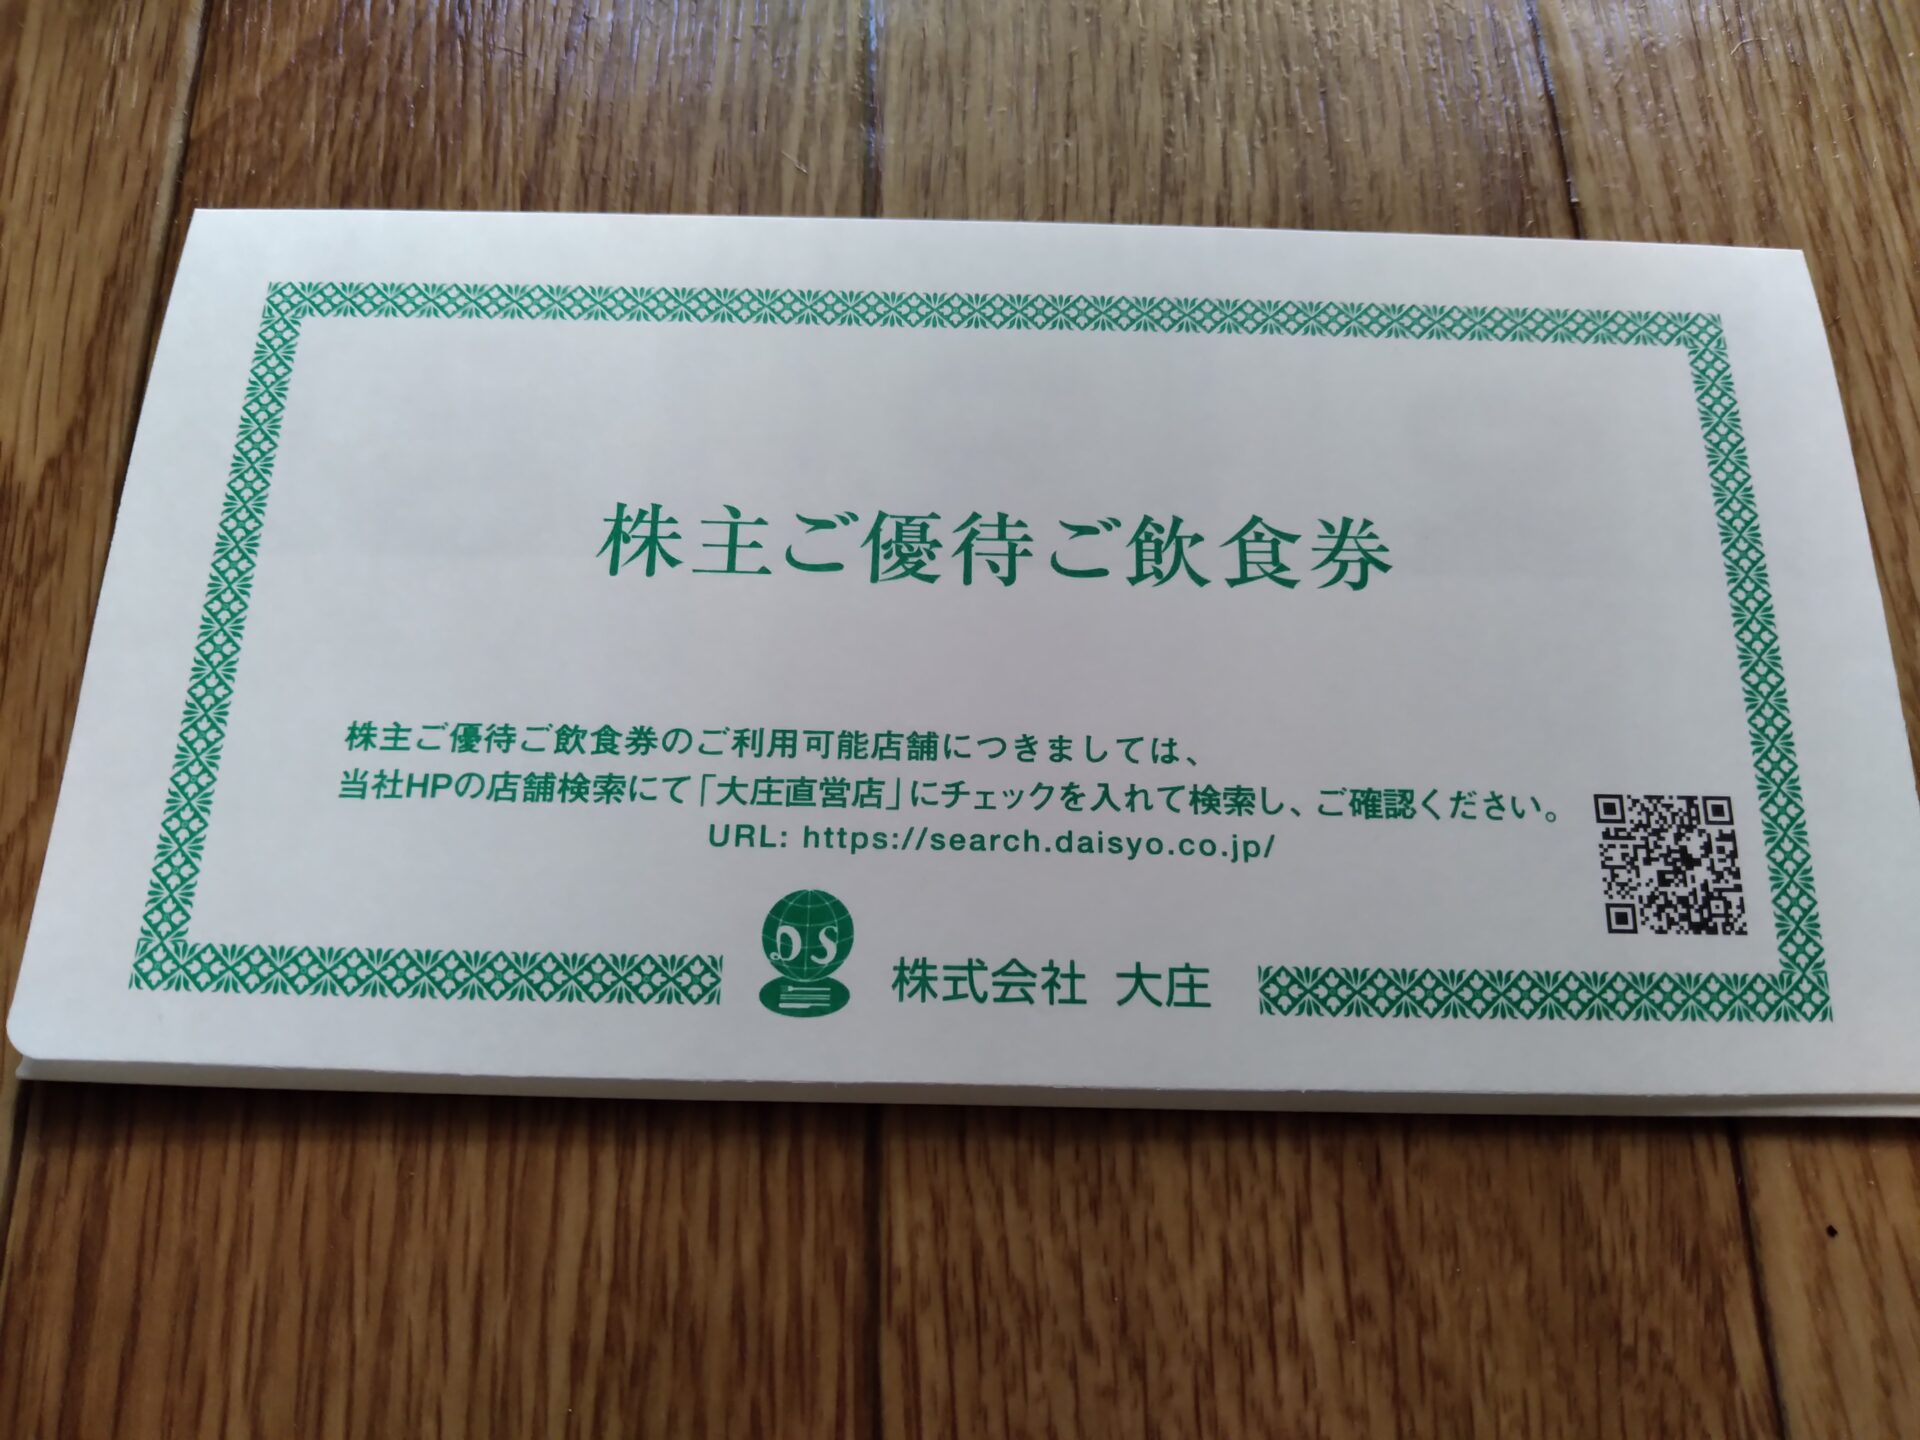 株主ご優待ご飲食券
株主ご優待ご飲食券のご利用可能店舗につきましては、
当社HPの店舗検索にて「大庄直営店」にチェックを入れて検索し、ご確認ください。
URL: https://search.daisyo.co.jp/
DS
株式会社 大庄